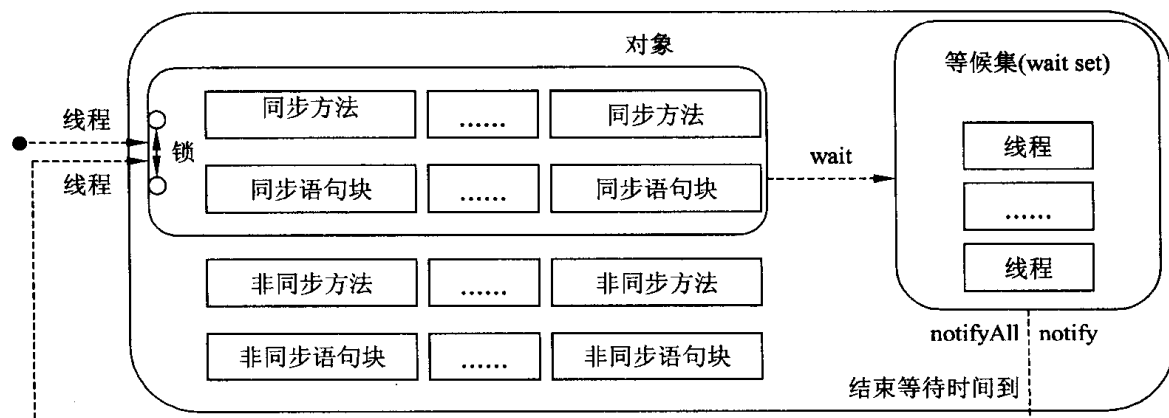 对象
等候集(wait set)
线程
线程
锁
同步方法
......
同步方法
同步语句块
......
同步语句块
wait
线程
......
线程
非同步方法
......
非同步方法
非同步语句块
......
非同步语句块
notifyAll
notify
结束等待时间到